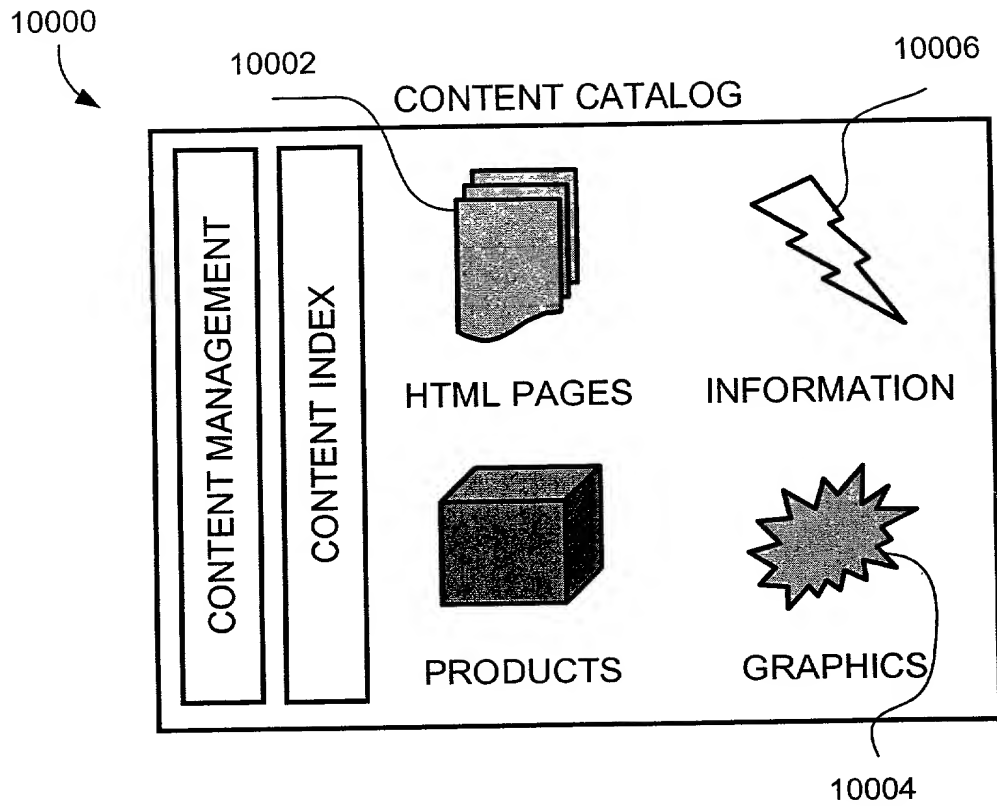 10000
10002
10006
CONTENT CATALOG
CONTENT MANAGEMENT
CONTENT INDEX
HTML PAGES
INFORMATION
PRODUCTS
GRAPHICS
10004